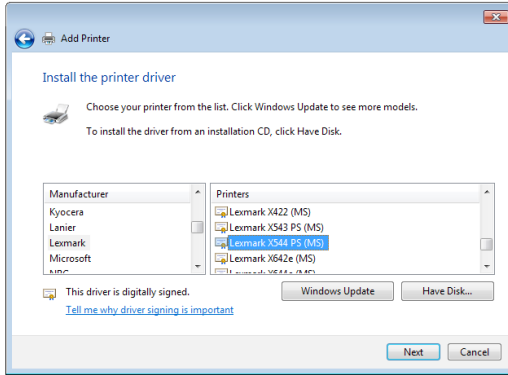 Add Printer
Install the printer driver
Choose your printer from the list. Click Windows Update to see more models.
To install the driver from an installation CD, click Have Disk.
Manufacturer
Kyocera
Lanier
Lexmark
Microsoft
Printers
Lexmark X422 (MS)
Lexmark X543 PS (MS)
Lexmark X544 PS (MS)
Lexmark X642e (MS)
This driver is digitally signed.
Tell me why driver signing is important
Windows Update
Have Disk...
Next
Cancel